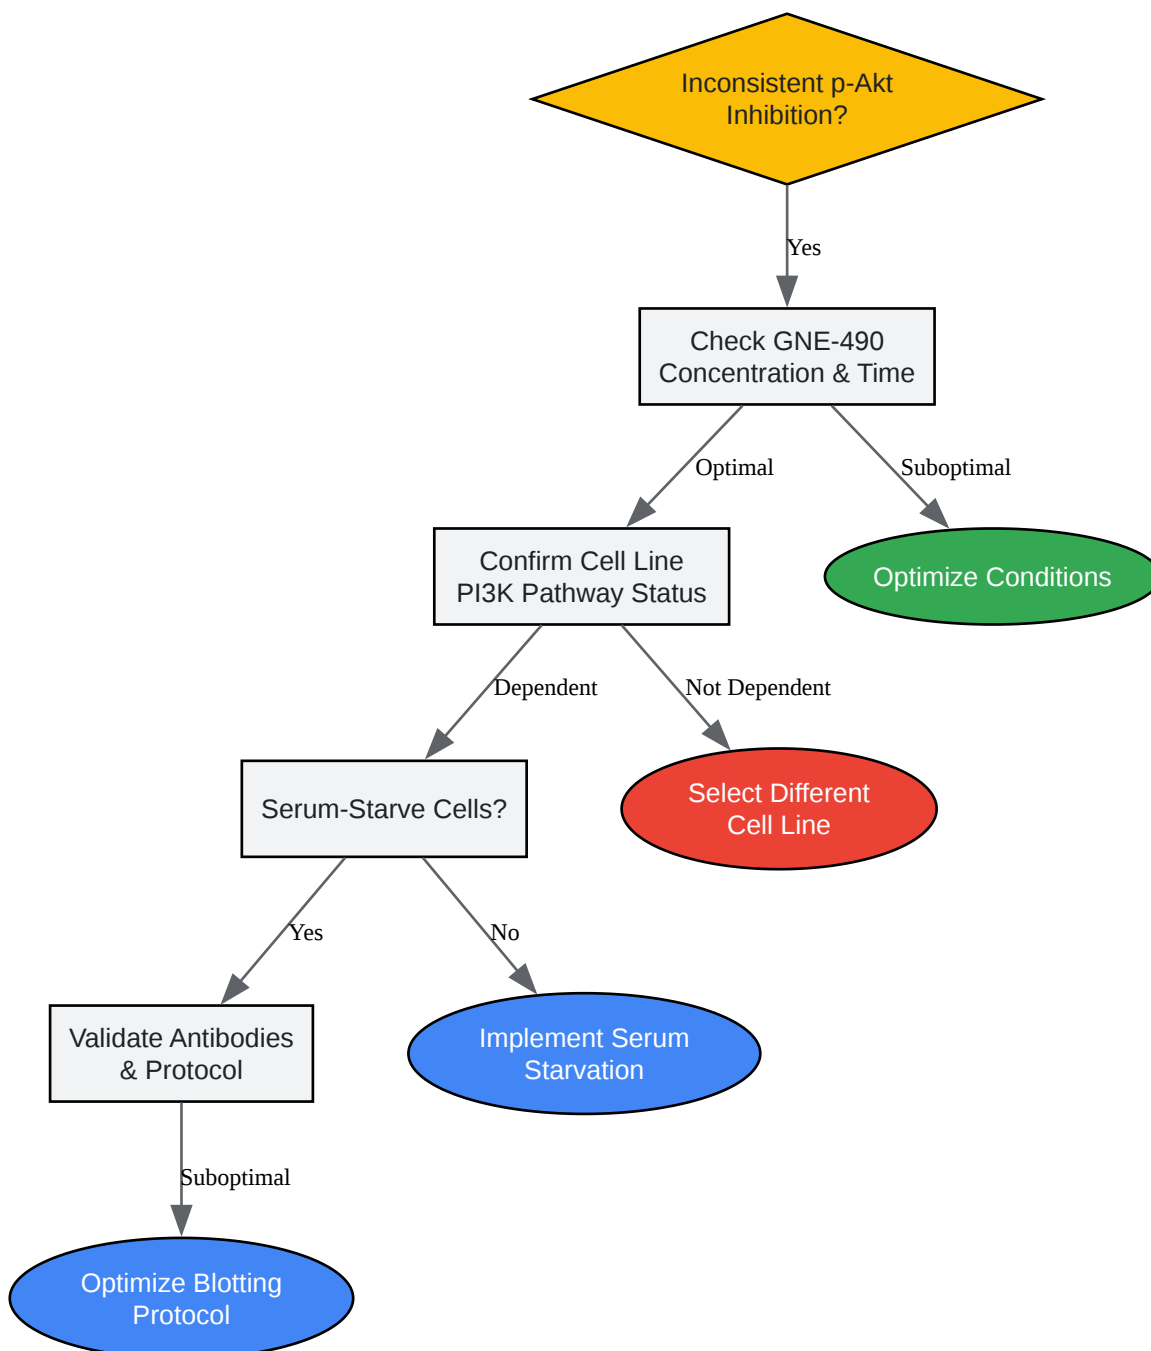 Inconsistent p-Akt
Inhibition?
Yes
Check GNE-490
Concentration & Time
Optimal
Suboptimal
Confirm Cell Line
PI3K Pathway Status
Optimize Conditions
Dependent
Not Dependent
Serum-Starve Cells?
Select Different
Cell Line
Yes
No
Validate Antibodies
& Protocol
Implement Serum
Starvation
Suboptimal
Optimize Blotting
Protocol